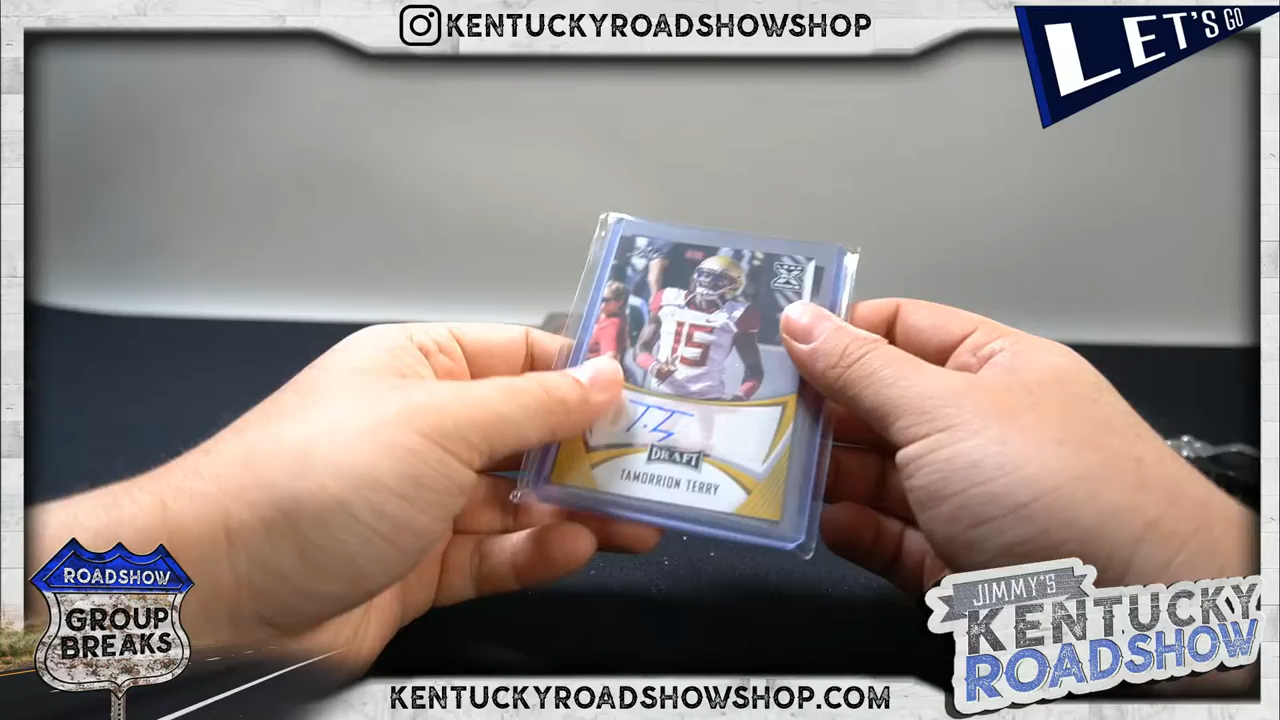 KENTUCKYROADSHOWSHOP
LET'S GO
15
T.T
DRAFT
TAMORRION TERRY
ROADSHOW
GROUP
BREAKS
JIMMY'S
KENTUCKY
ROADSHOW
KENTUCKYROADSHOWSHOP.COM